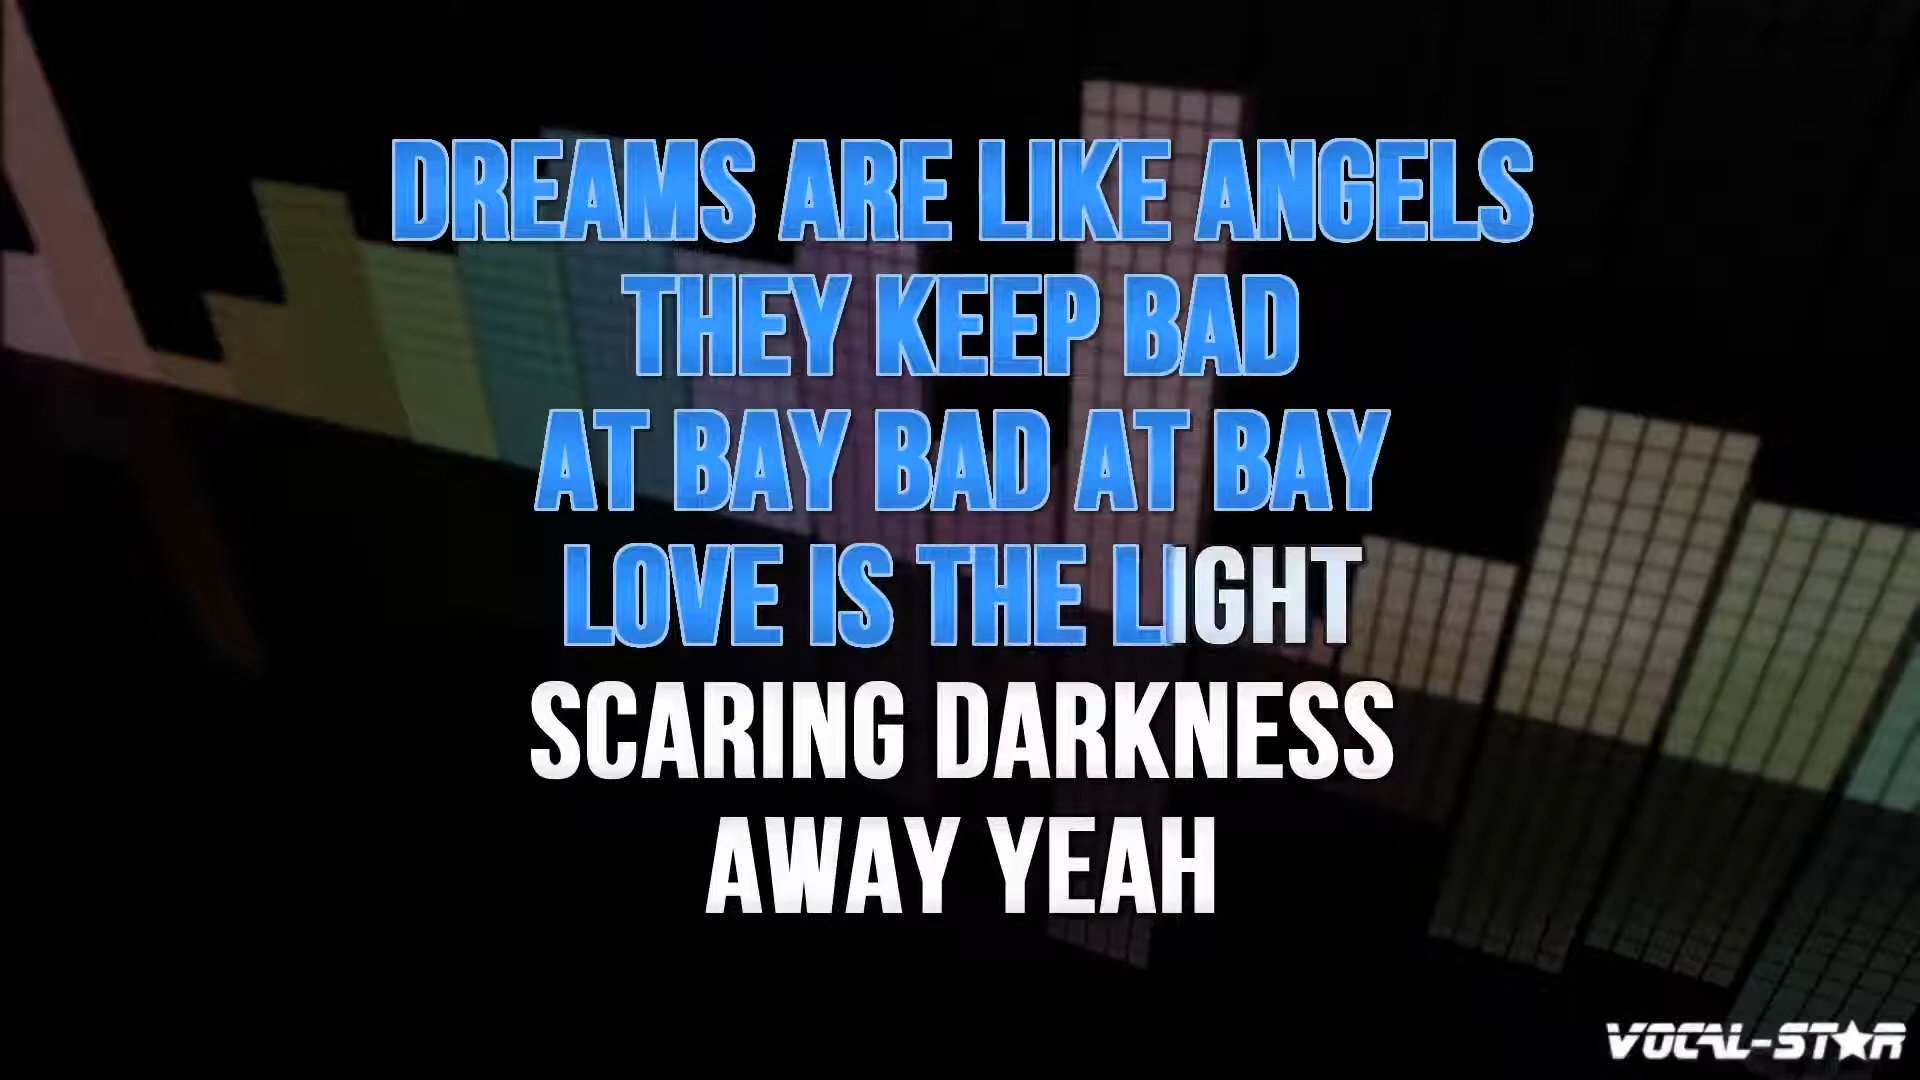 DREAMS ARE LIKE ANGELS
THEY KEEP BAD
AT BAY BAD AT BAY
LOVE IS THE LIGHT
SCARING DARKNESS
AWAY YEAH
VOCAL-STAR